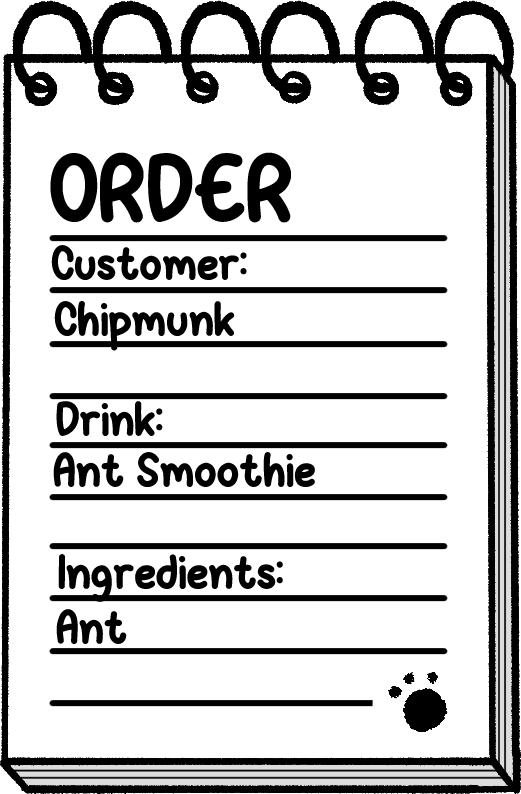 ORDER
Customer:
Chipmunk
Drink:
Ant Smoothie
Ingredients:
Ant